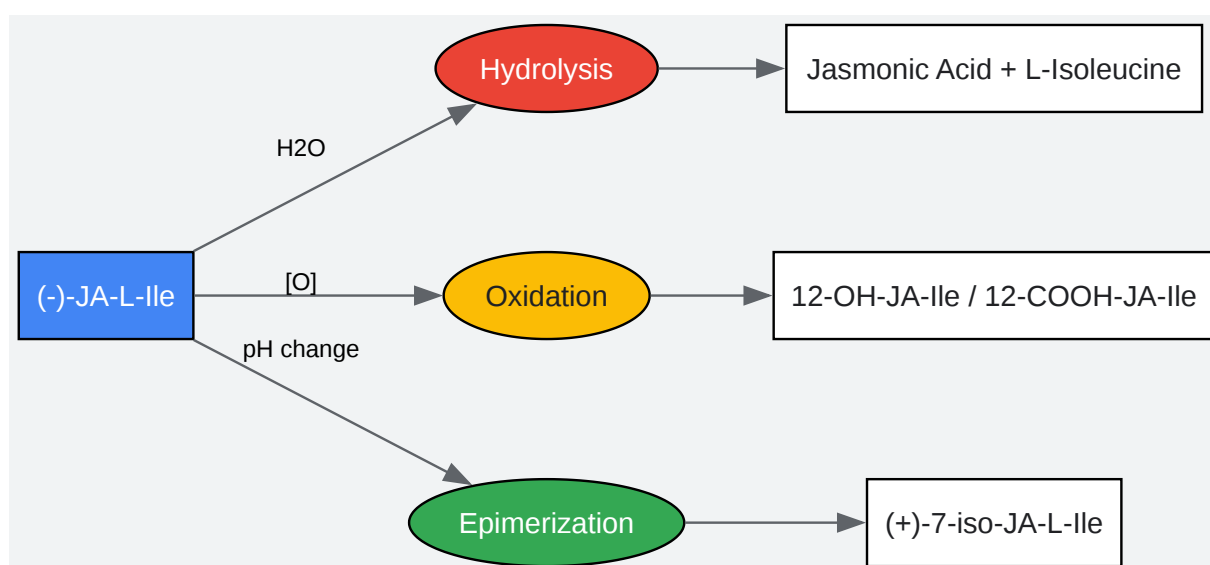 Hydrolysis
Jasmonic Acid + L-Isoleucine
H2O
(-)-JA-L-Ile
[O]
Oxidation
12-OH-JA-Ile / 12-COOH-JA-Ile
pH change
Epimerization
(+)-7-iso-JA-L-Ile